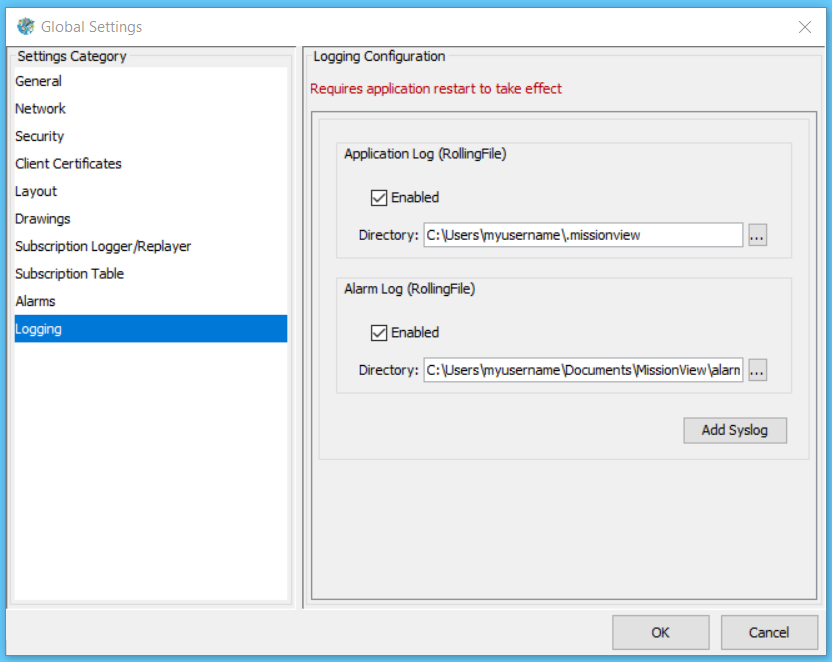 Global Settings
Settings Category
General
Network
Security
Client Certificates
Layout
Drawings
Subscription Logger/Replayer
Subscription Table
Alarms
Logging
Logging Configuration
Requires application restart to take effect
Application Log (RollingFile)
Enabled
Directory: C:\Users\myusername\.missionview ...
Alarm Log (RollingFile)
Enabled
Directory: C:\Users\myusername\Documents\MissionView\alarm ...
Add Syslog
OK Cancel